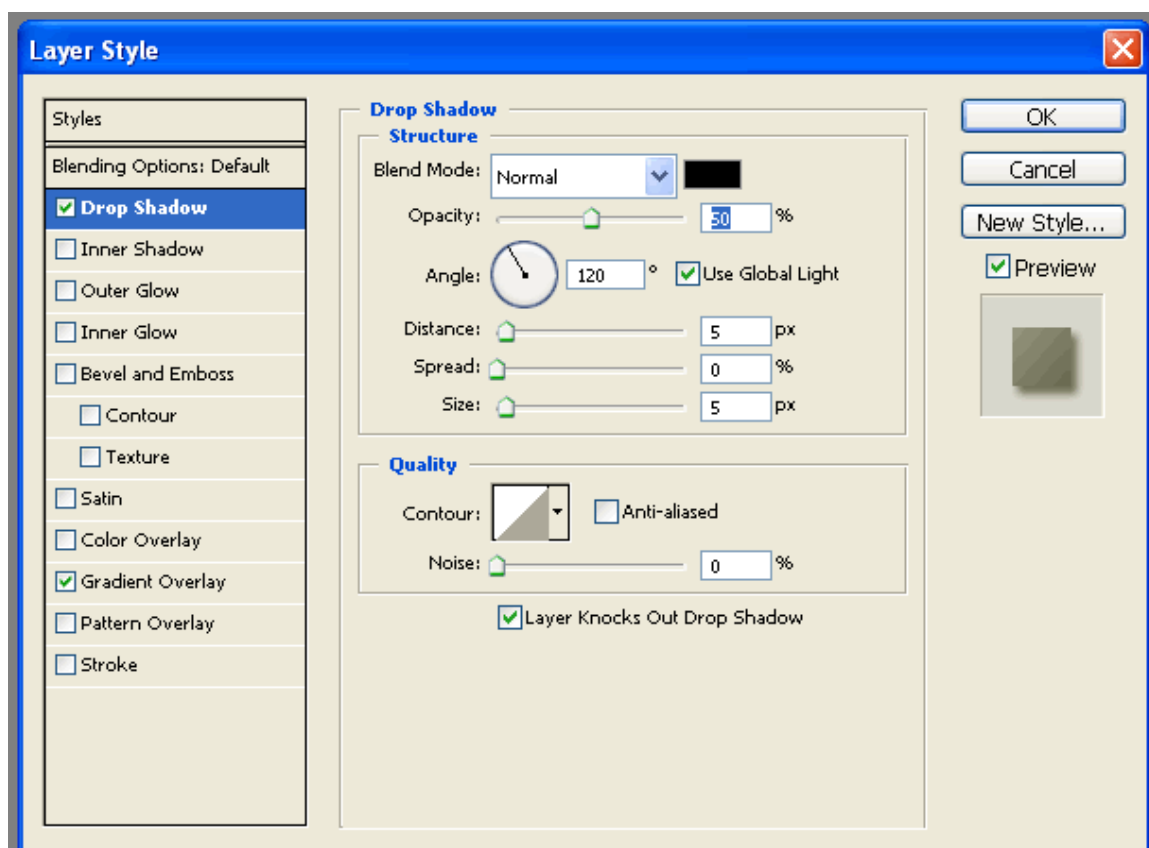 Layer Style
Styles
Blending Options: Default
Drop Shadow
Inner Shadow
Outer Glow
Inner Glow
Bevel and Emboss
Contour
Texture
Satin
Color Overlay
Gradient Overlay
Pattern Overlay
Stroke
Drop Shadow
Structure
Blend Mode: Normal
Opacity: 50 %
Angle: 120 ° Use Global Light
Distance: 5 px
Spread: 0 %
Size: 5 px
Quality
Contour: Anti-aliased
Noise: 0 %
Layer Knocks Out Drop Shadow
OK
Cancel
New Style...
Preview